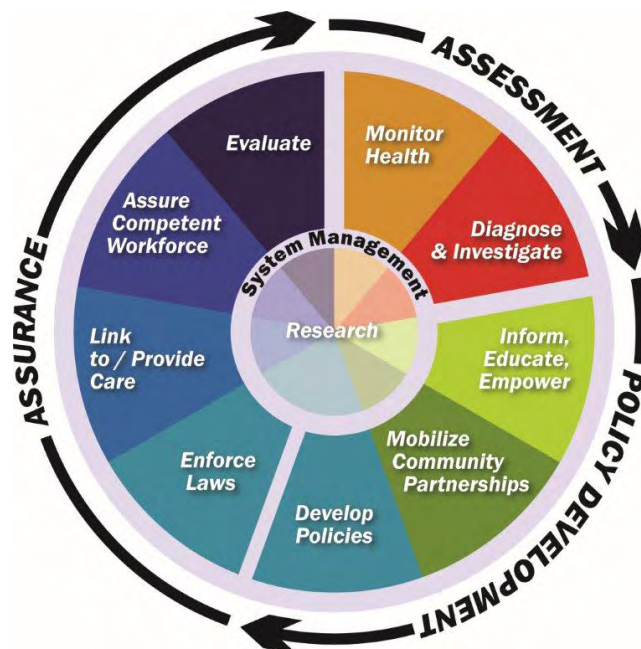 ASSESSMENT
Monitor
Health
Diagnose
& Investigate
POLICY DEVELOPMENT
Inform,
Educate,
Empower
Mobilize
Community
Partnerships
Develop
Policies
ASSURANCE
Enforce
Laws
Link
to / Provide
Care
Assure
Competent
Workforce
Evaluate
System Management
Research